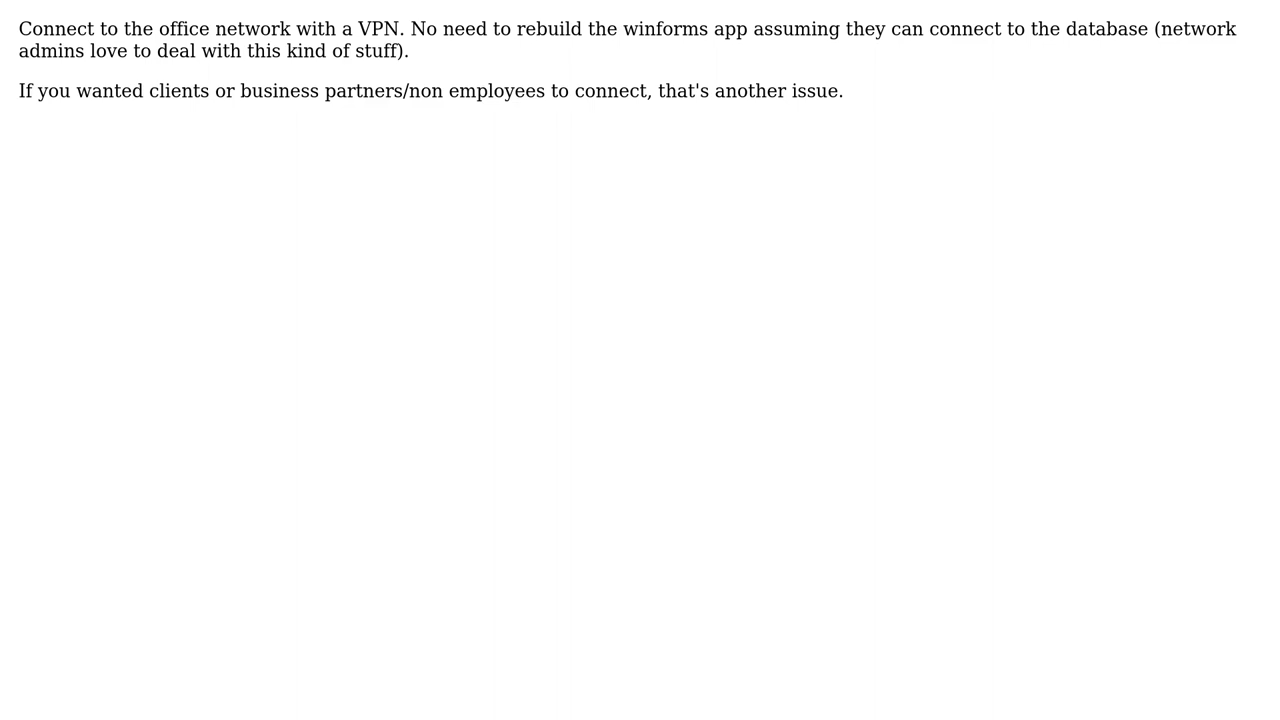 Connect to the office network with a VPN. No need to rebuild the winforms app assuming they can connect to the database (network
admins love to deal with this kind of stuff).
If you wanted clients or business partners/non employees to connect, that's another issue.